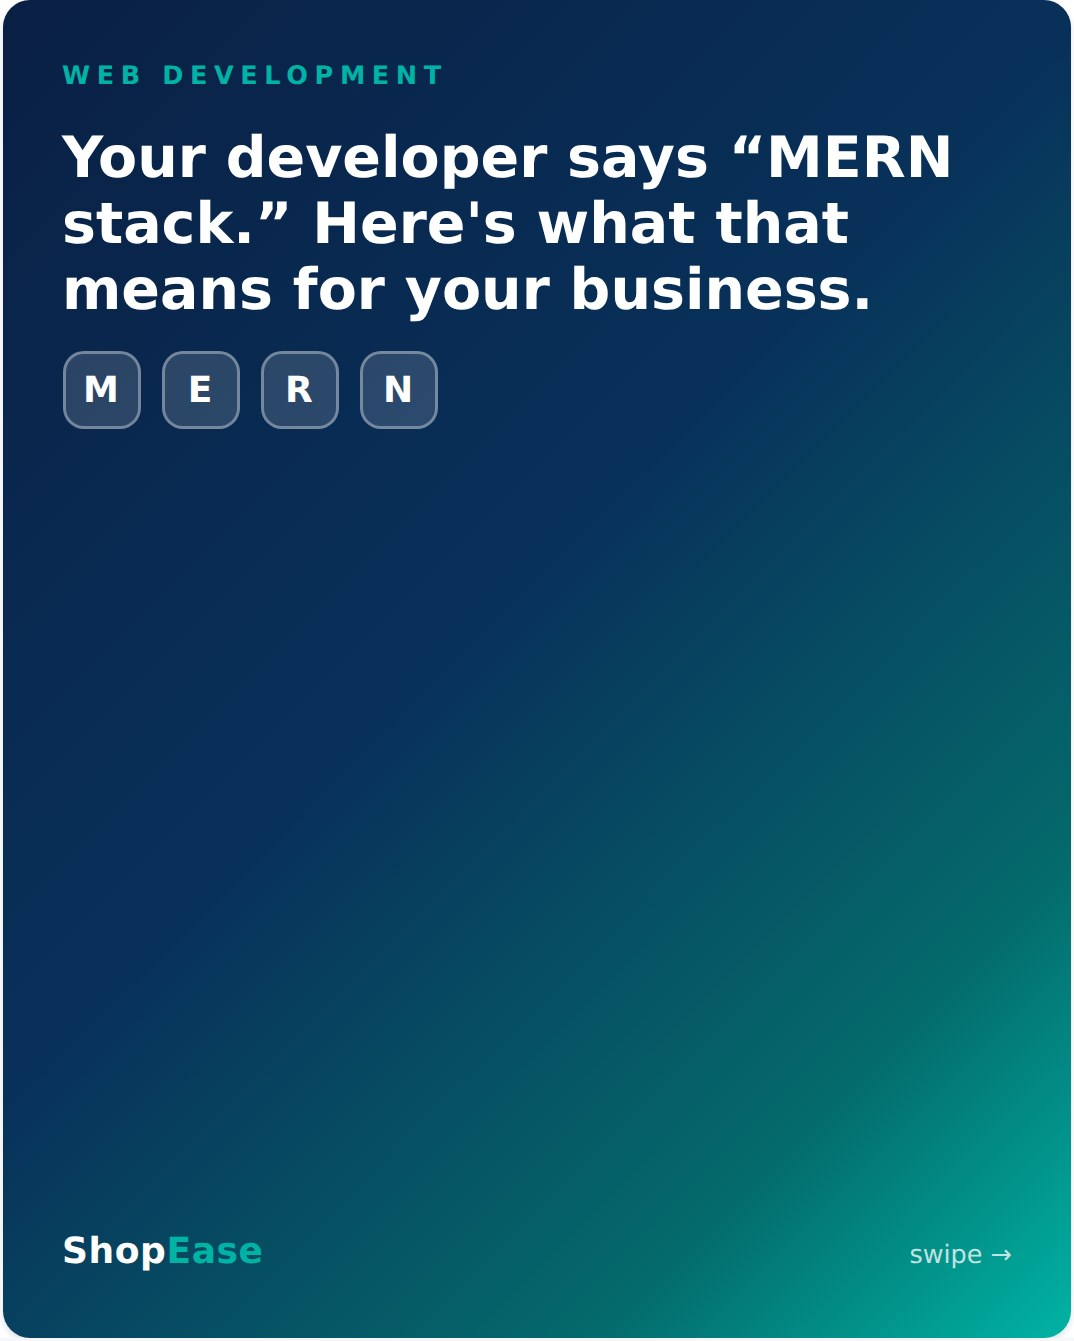 WEB DEVELOPMENT
Your developer says “MERN
stack.” Here's what that
means for your business.
M E R N
ShopEase
swipe →